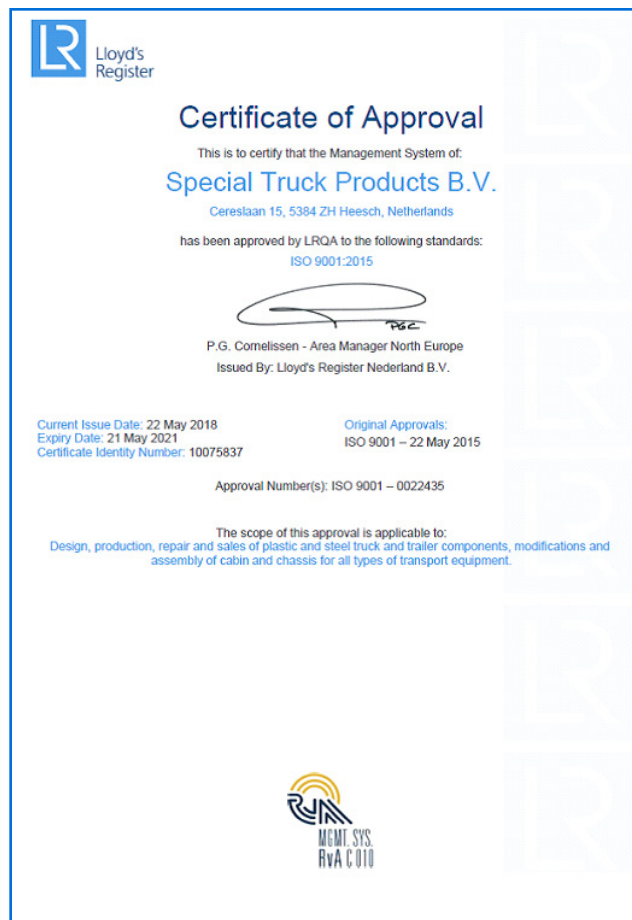 LR
Lloyd's
Register
Certificate of Approval
This is to certify that the Management System of:
Special Truck Products B.V.
Cereslaan 15, 5384 ZH Heesch, Netherlands
has been approved by LRQA to the following standards:
ISO 9001:2015
PGC
P.G. Cornelissen - Area Manager North Europe
Issued By: Lloyd's Register Nederland B.V.
Current Issue Date: 22 May 2018
Expiry Date: 21 May 2021
Certificate Identity Number: 10075837
Original Approvals:
ISO 9001 – 22 May 2015
Approval Number(s): ISO 9001 – 0022435
The scope of this approval is applicable to:
Design, production, repair and sales of plastic and steel truck and trailer components, modifications and
assembly of cabin and chassis for all types of transport equipment.
RvA
MGMT. SYS.
RvA C 010